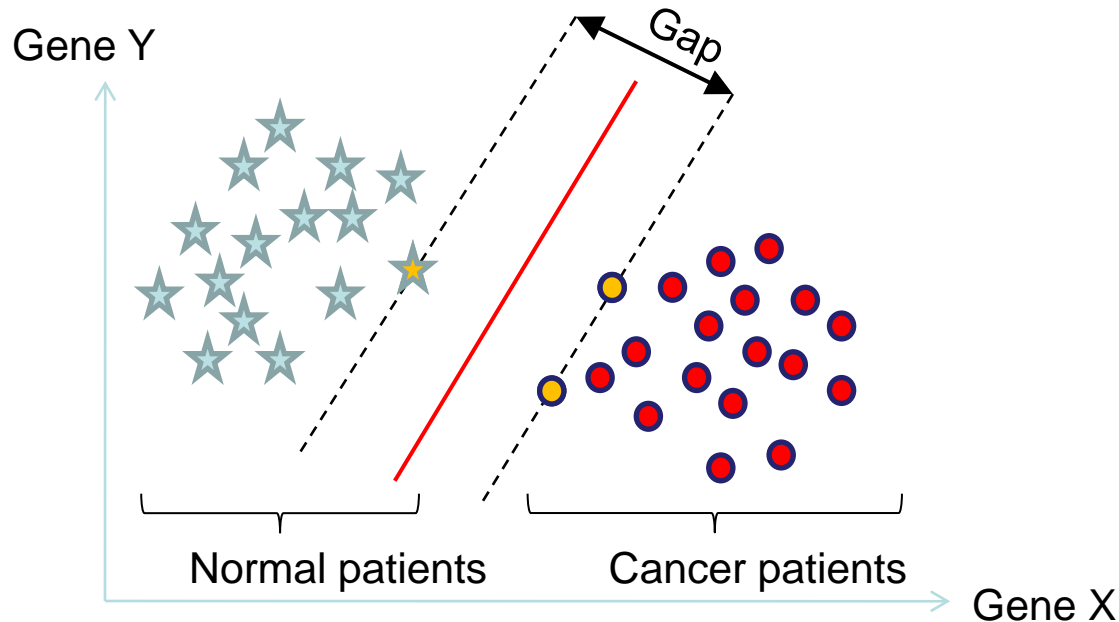 Gap
Gene Y
Normal patients
Cancer patients
Gene X